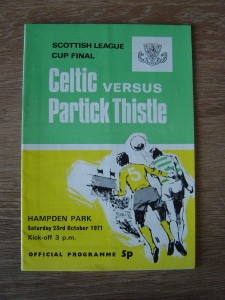 SCOTTISH LEAGUE
CUP FINAL
Celtic VERSUS
Partick Thistle
HAMPDEN PARK
Saturday 23rd October 1971
Kick-off 3 p.m.
OFFICIAL PROGRAMME 5p